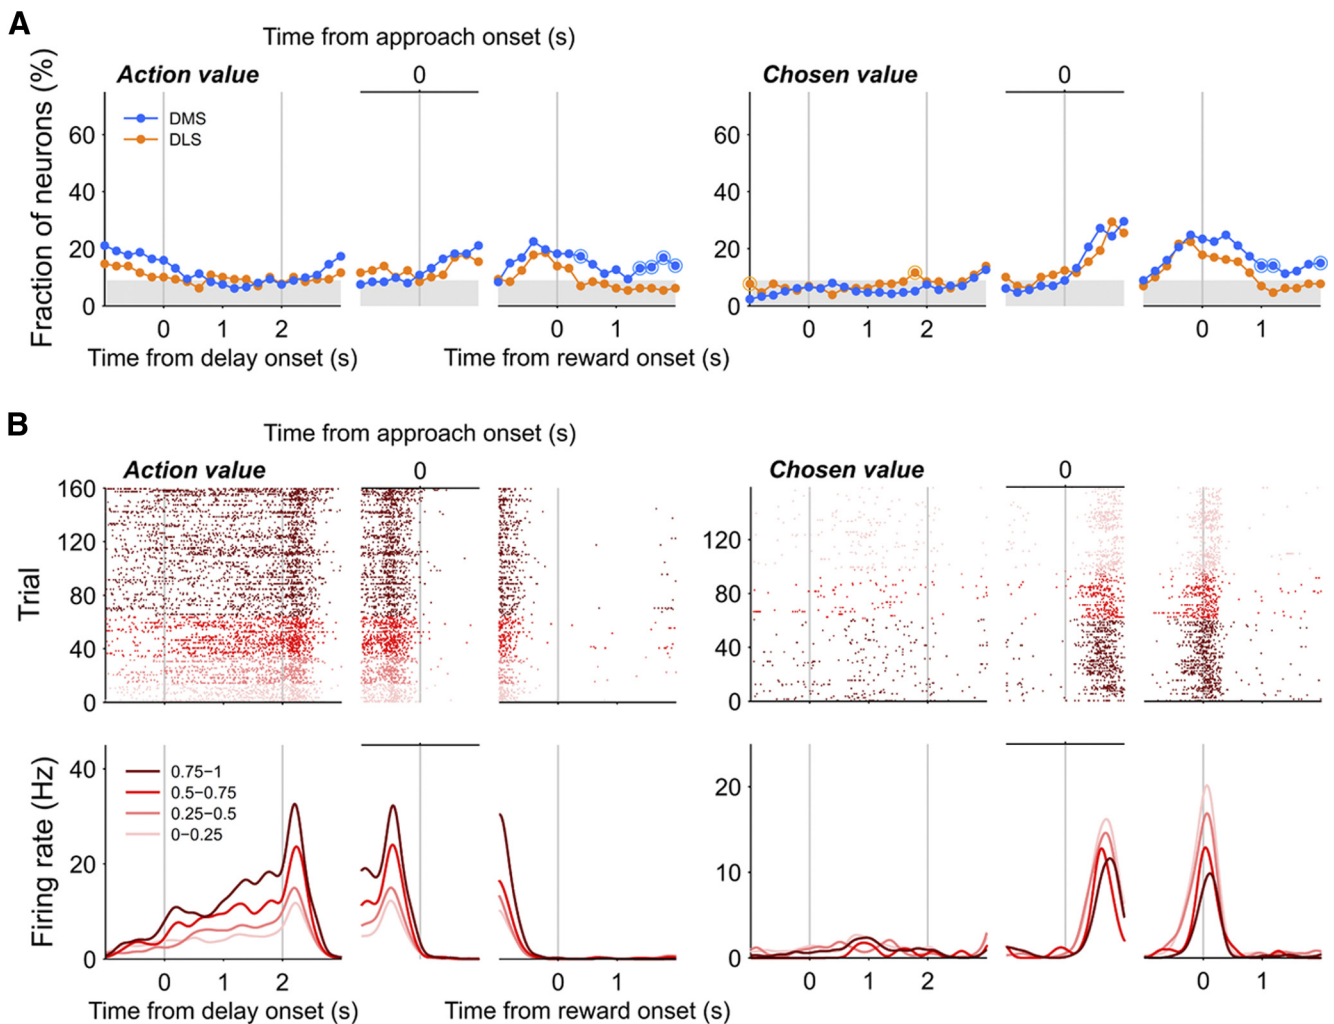 A
Time from approach onset (s)
Action value
0
Chosen value
0
Fraction of neurons (%)
60
40
20
0
DMS
DLS
60
40
20
0
0 1 2
0 1
0 1 2
0 1
Time from delay onset (s)
Time from reward onset (s)
B
Time from approach onset (s)
Action value
0
Chosen value
0
Trial
160
120
80
40
0
120
80
40
0
Firing rate (Hz)
40
20
0
0.75−1
0.5−0.75
0.25−0.5
0−0.25
20
10
0
0 1 2
0 1
0 1 2
0 1
Time from delay onset (s)
Time from reward onset (s)